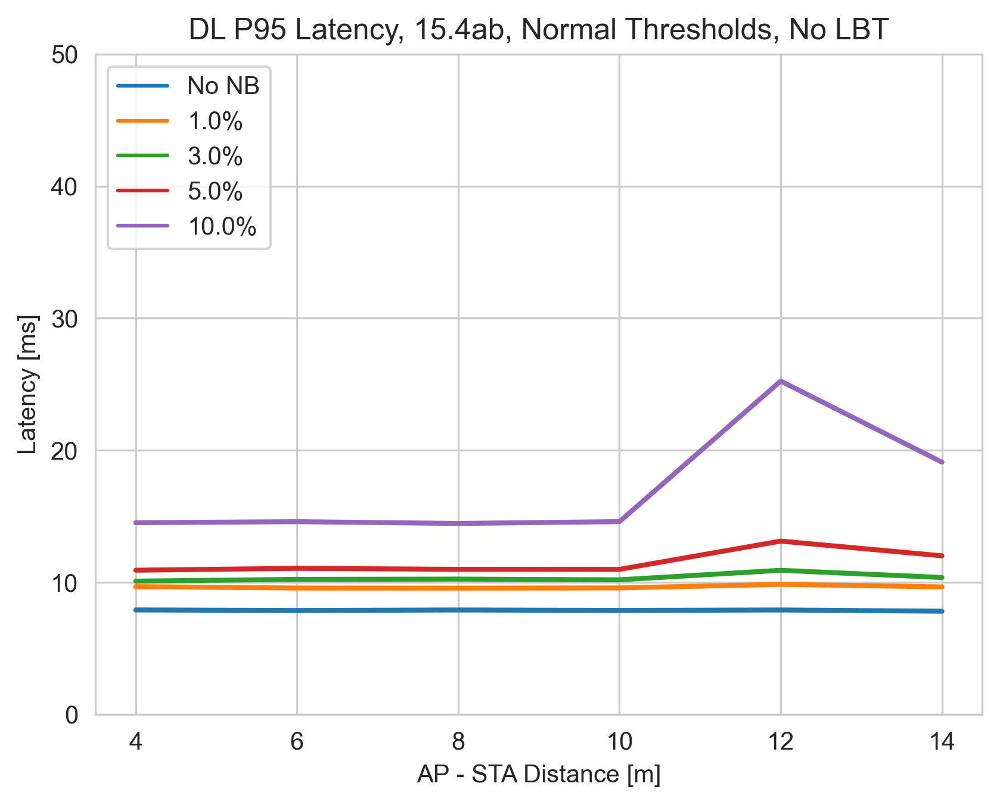 DL P95 Latency, 15.4ab, Normal Thresholds, No LBT
50
40
30
20
10
0
Latency [ms]
No NB
1.0%
3.0%
5.0%
10.0%
4 6 8 10 12 14
AP - STA Distance [m]